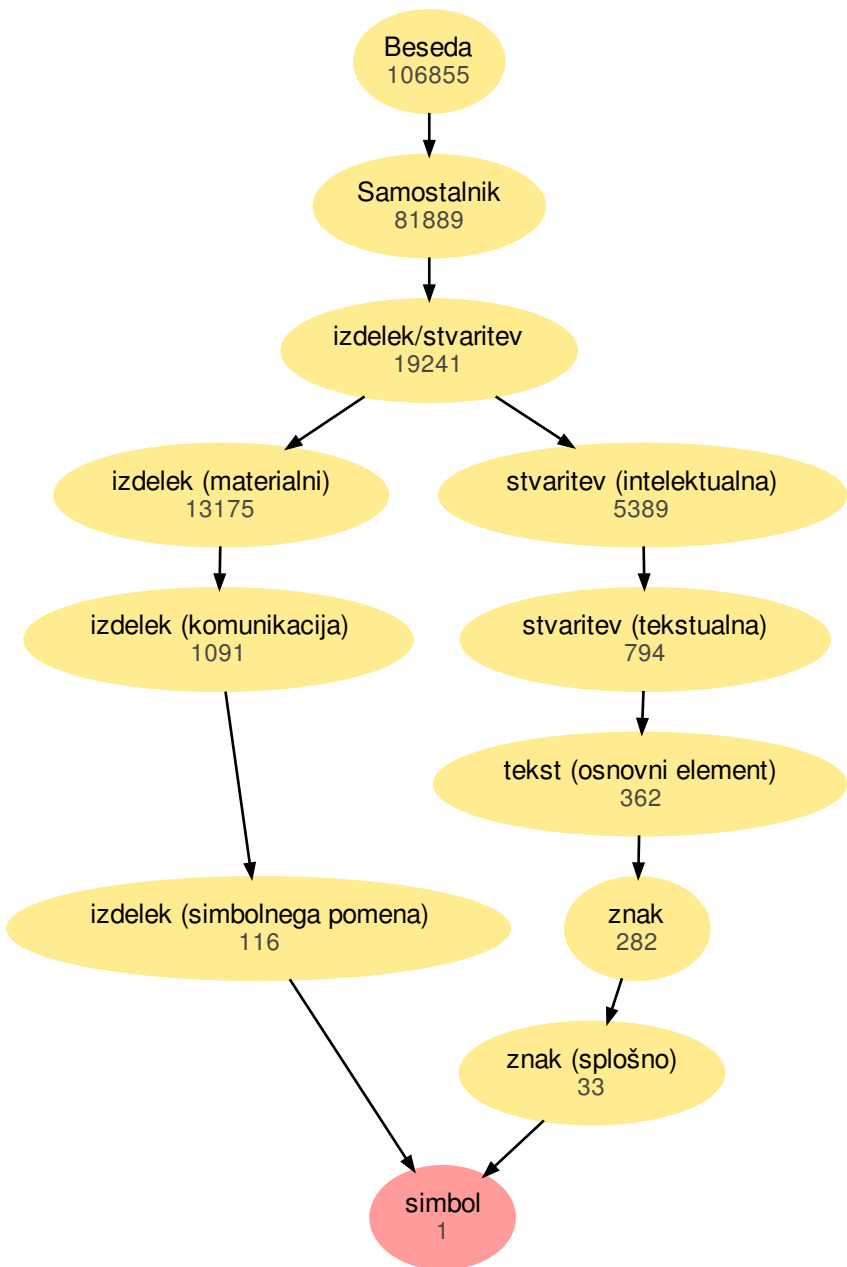 Beseda
106855
Samostalnik
81889
izdelek/stvaritev
19241
izdelek (materialni)
13175
stvaritev (intelektualna)
5389
izdelek (komunikacija)
1091
stvaritev (tekstualna)
794
tekst (osnovni element)
362
izdelek (simbolnega pomena)
116
znak
282
znak (splošno)
33
simbol
1